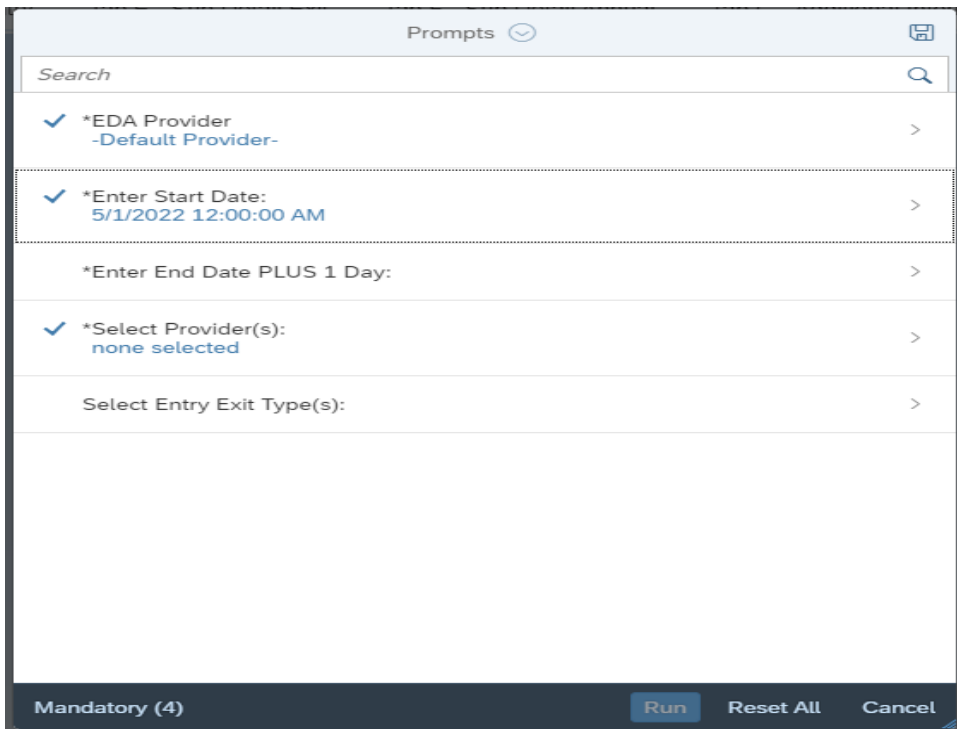 Prompts
Search
*EDA Provider
-Default Provider-
*Enter Start Date:
5/1/2022 12:00:00 AM
*Enter End Date PLUS 1 Day:
*Select Provider(s):
none selected
Select Entry Exit Type(s):
Mandatory (4) Run Reset All Cancel